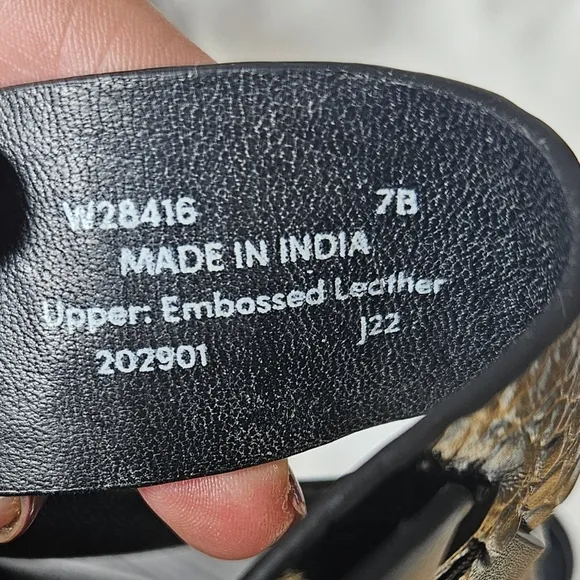 W28416 7B
MADE IN INDIA
Upper: Embossed Leather
202901 J22